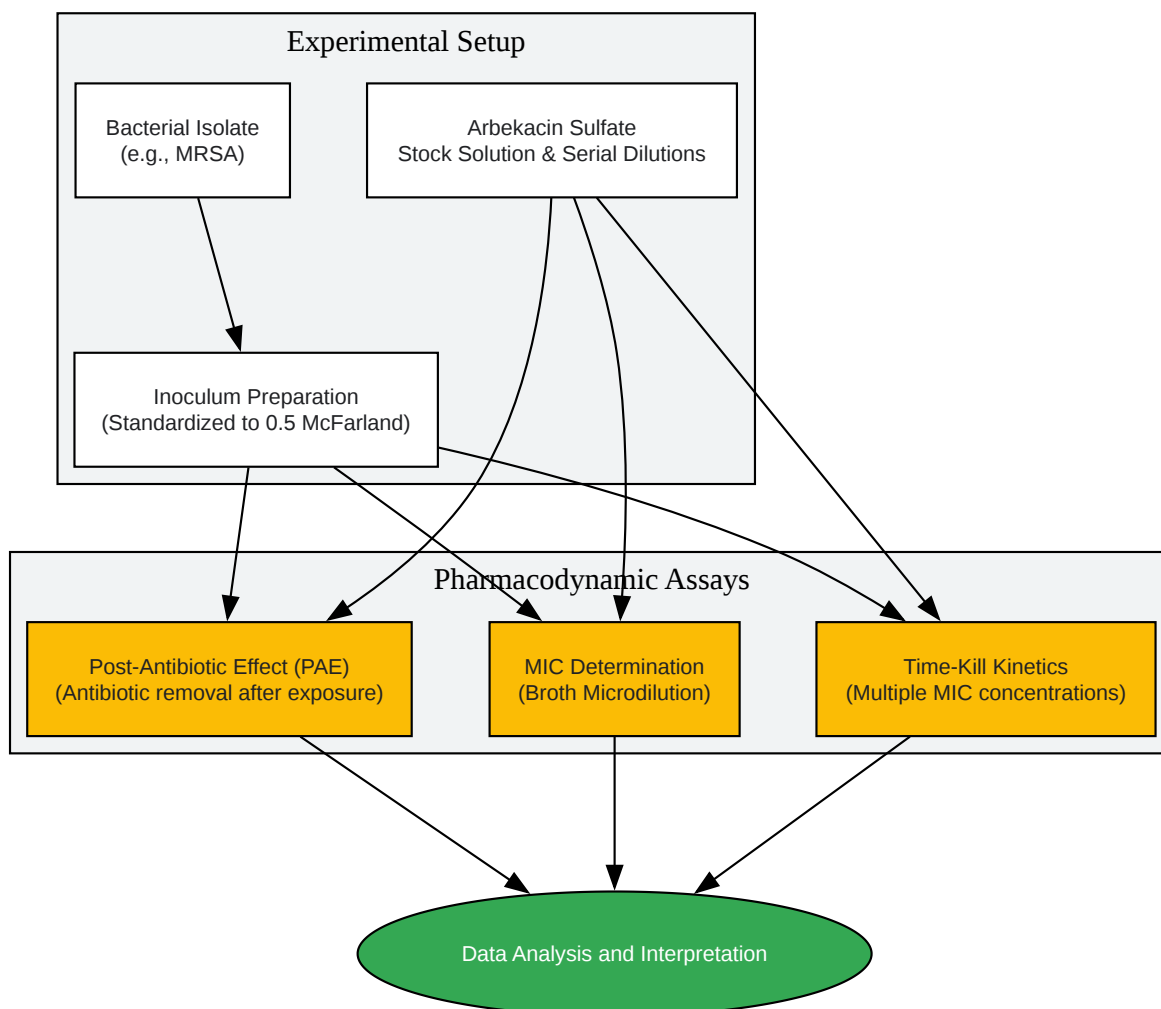 Experimental Setup
Bacterial Isolate
(e.g., MRSA)
Arbekacin Sulfate
Stock Solution & Serial Dilutions
Inoculum Preparation
(Standardized to 0.5 McFarland)
Pharmacodynamic Assays
Post-Antibiotic Effect (PAE)
(Antibiotic removal after exposure)
MIC Determination
(Broth Microdilution)
Time-Kill Kinetics
(Multiple MIC concentrations)
Data Analysis and Interpretation